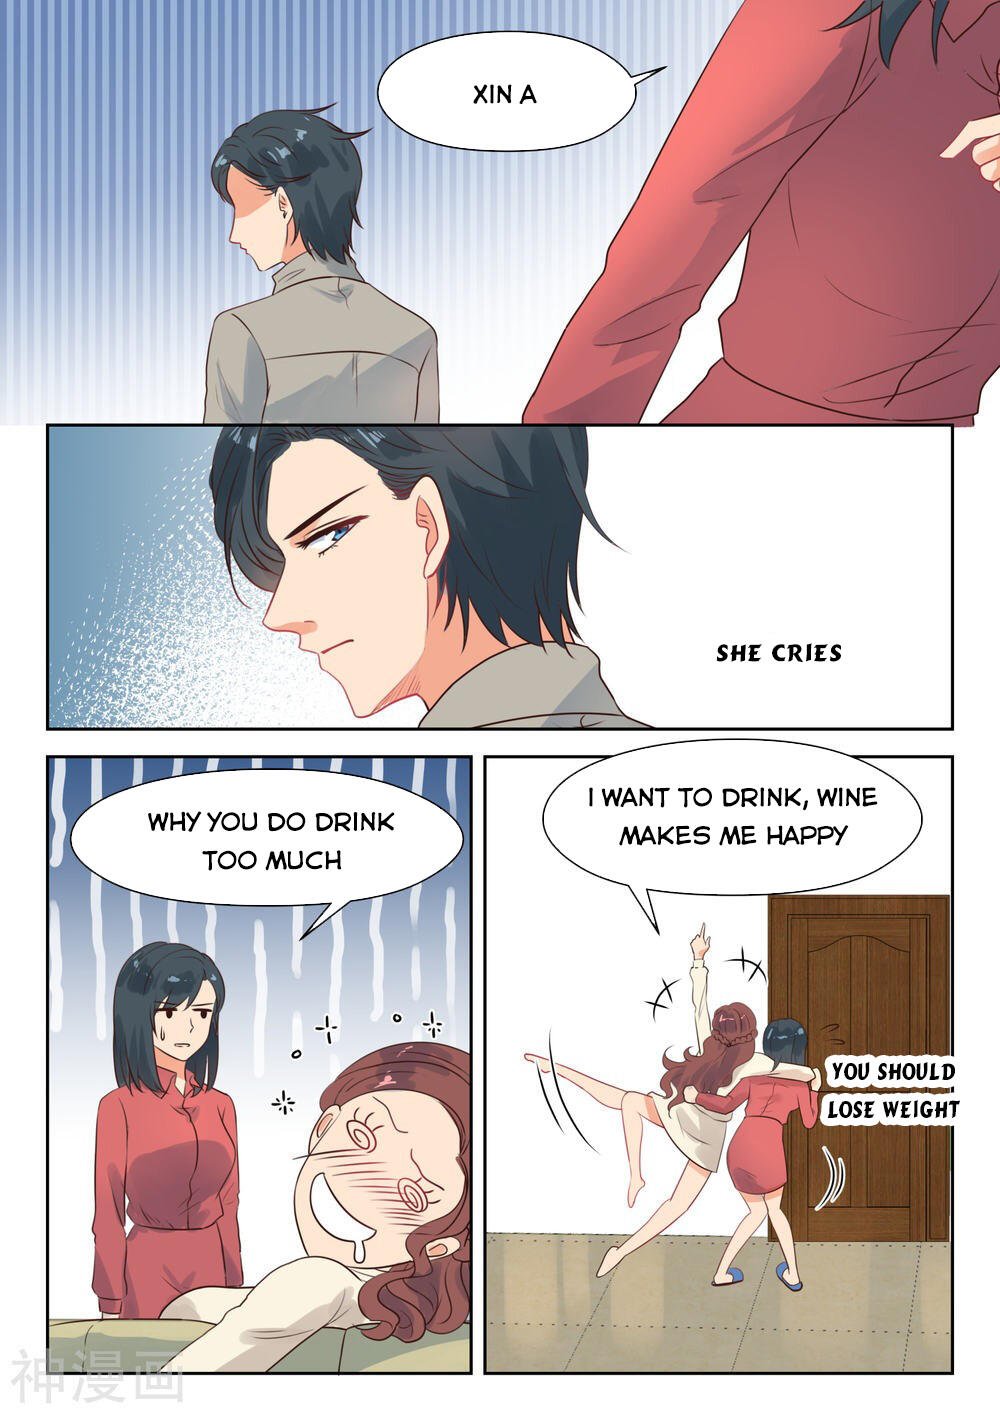 XIN A
SHE CRIES
WHY YOU DO DRINK
TOO MUCH
I WANT TO DRINK, WINE
MAKES ME HAPPY
YOU SHOULD
LOSE WEIGHT
神漫画